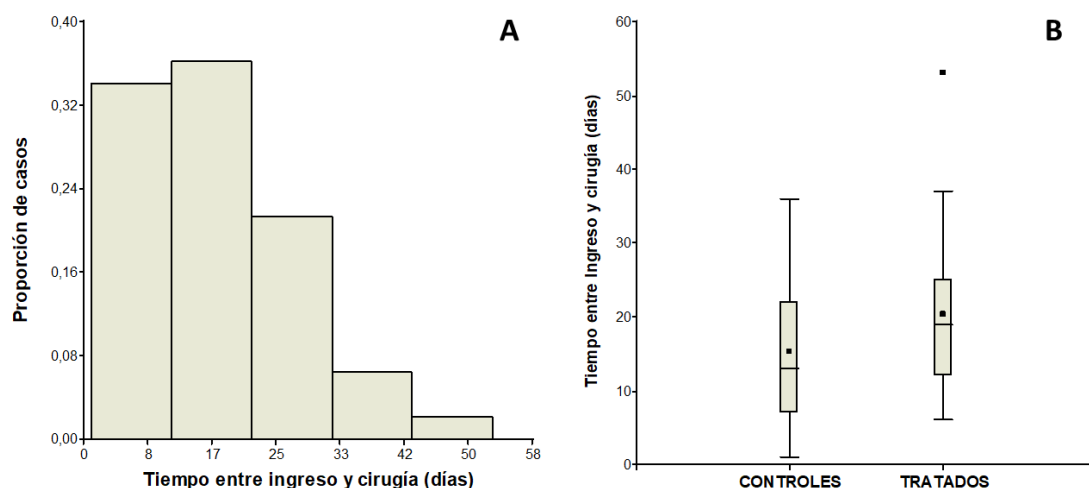 A
0,40
0,32
0,24
0,16
0,08
0,00
Proporción de casos
0 8 17 25 33 42 50 58
Tiempo entre ingreso y cirugía (días)
B
60
50
40
30
20
10
0
Tiempo entre Ingreso y cirugía (días)
CONTROLES TRATADOS